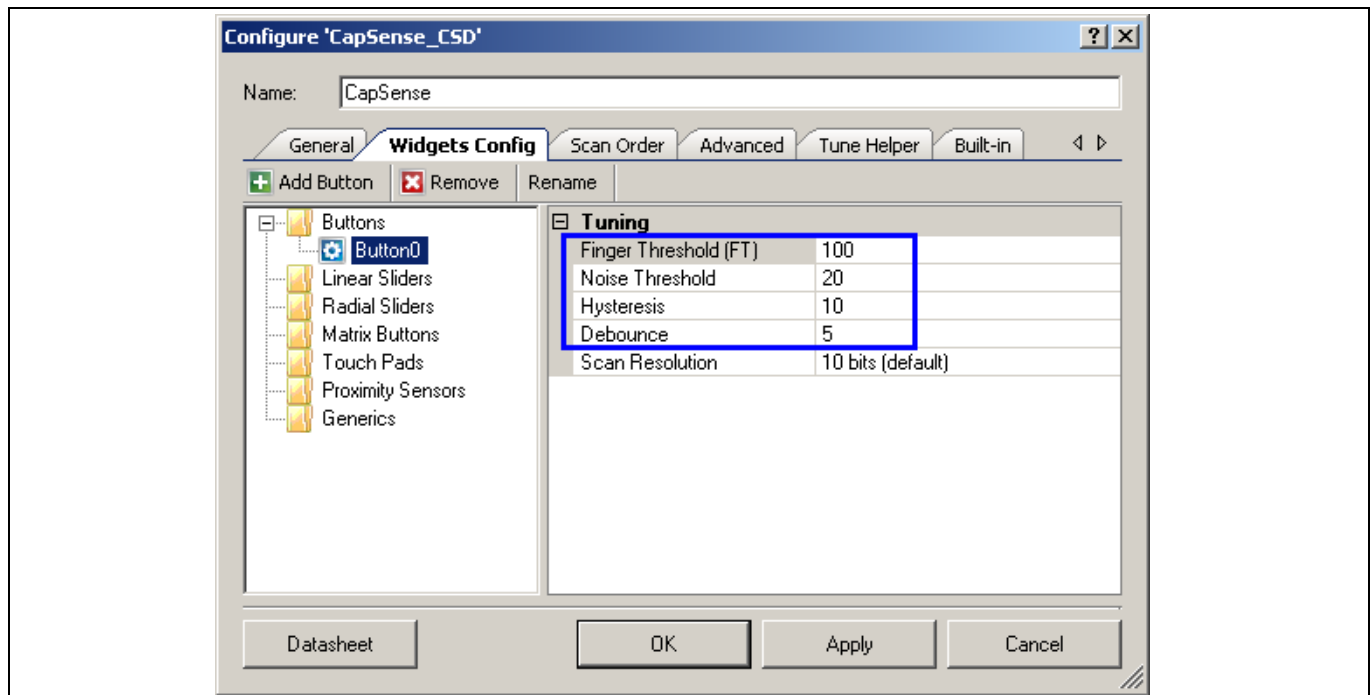 Configure 'CapSense_CSD'
Name: CapSense
General Widgets Config Scan Order Advanced Tune Helper Built-in
Add Button Remove Rename
Buttons
Button0
Linear Sliders
Radial Sliders
Matrix Buttons
Touch Pads
Proximity Sensors
Generics
Tuning
Finger Threshold (FT) 100
Noise Threshold 20
Hysteresis 10
Debounce 5
Scan Resolution 10 bits (default)
Datasheet OK Apply Cancel